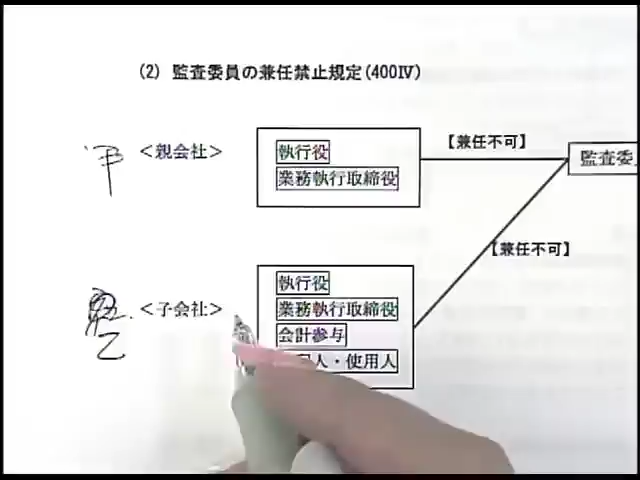 (2) 監査委員の兼任禁止規定(400Ⅳ)
甲 <親会社>
執行役
業務執行取締役
【兼任不可】
監査委
【兼任不可】
乙 <子会社>
執行役
業務執行取締役
会計参与
人・使用人